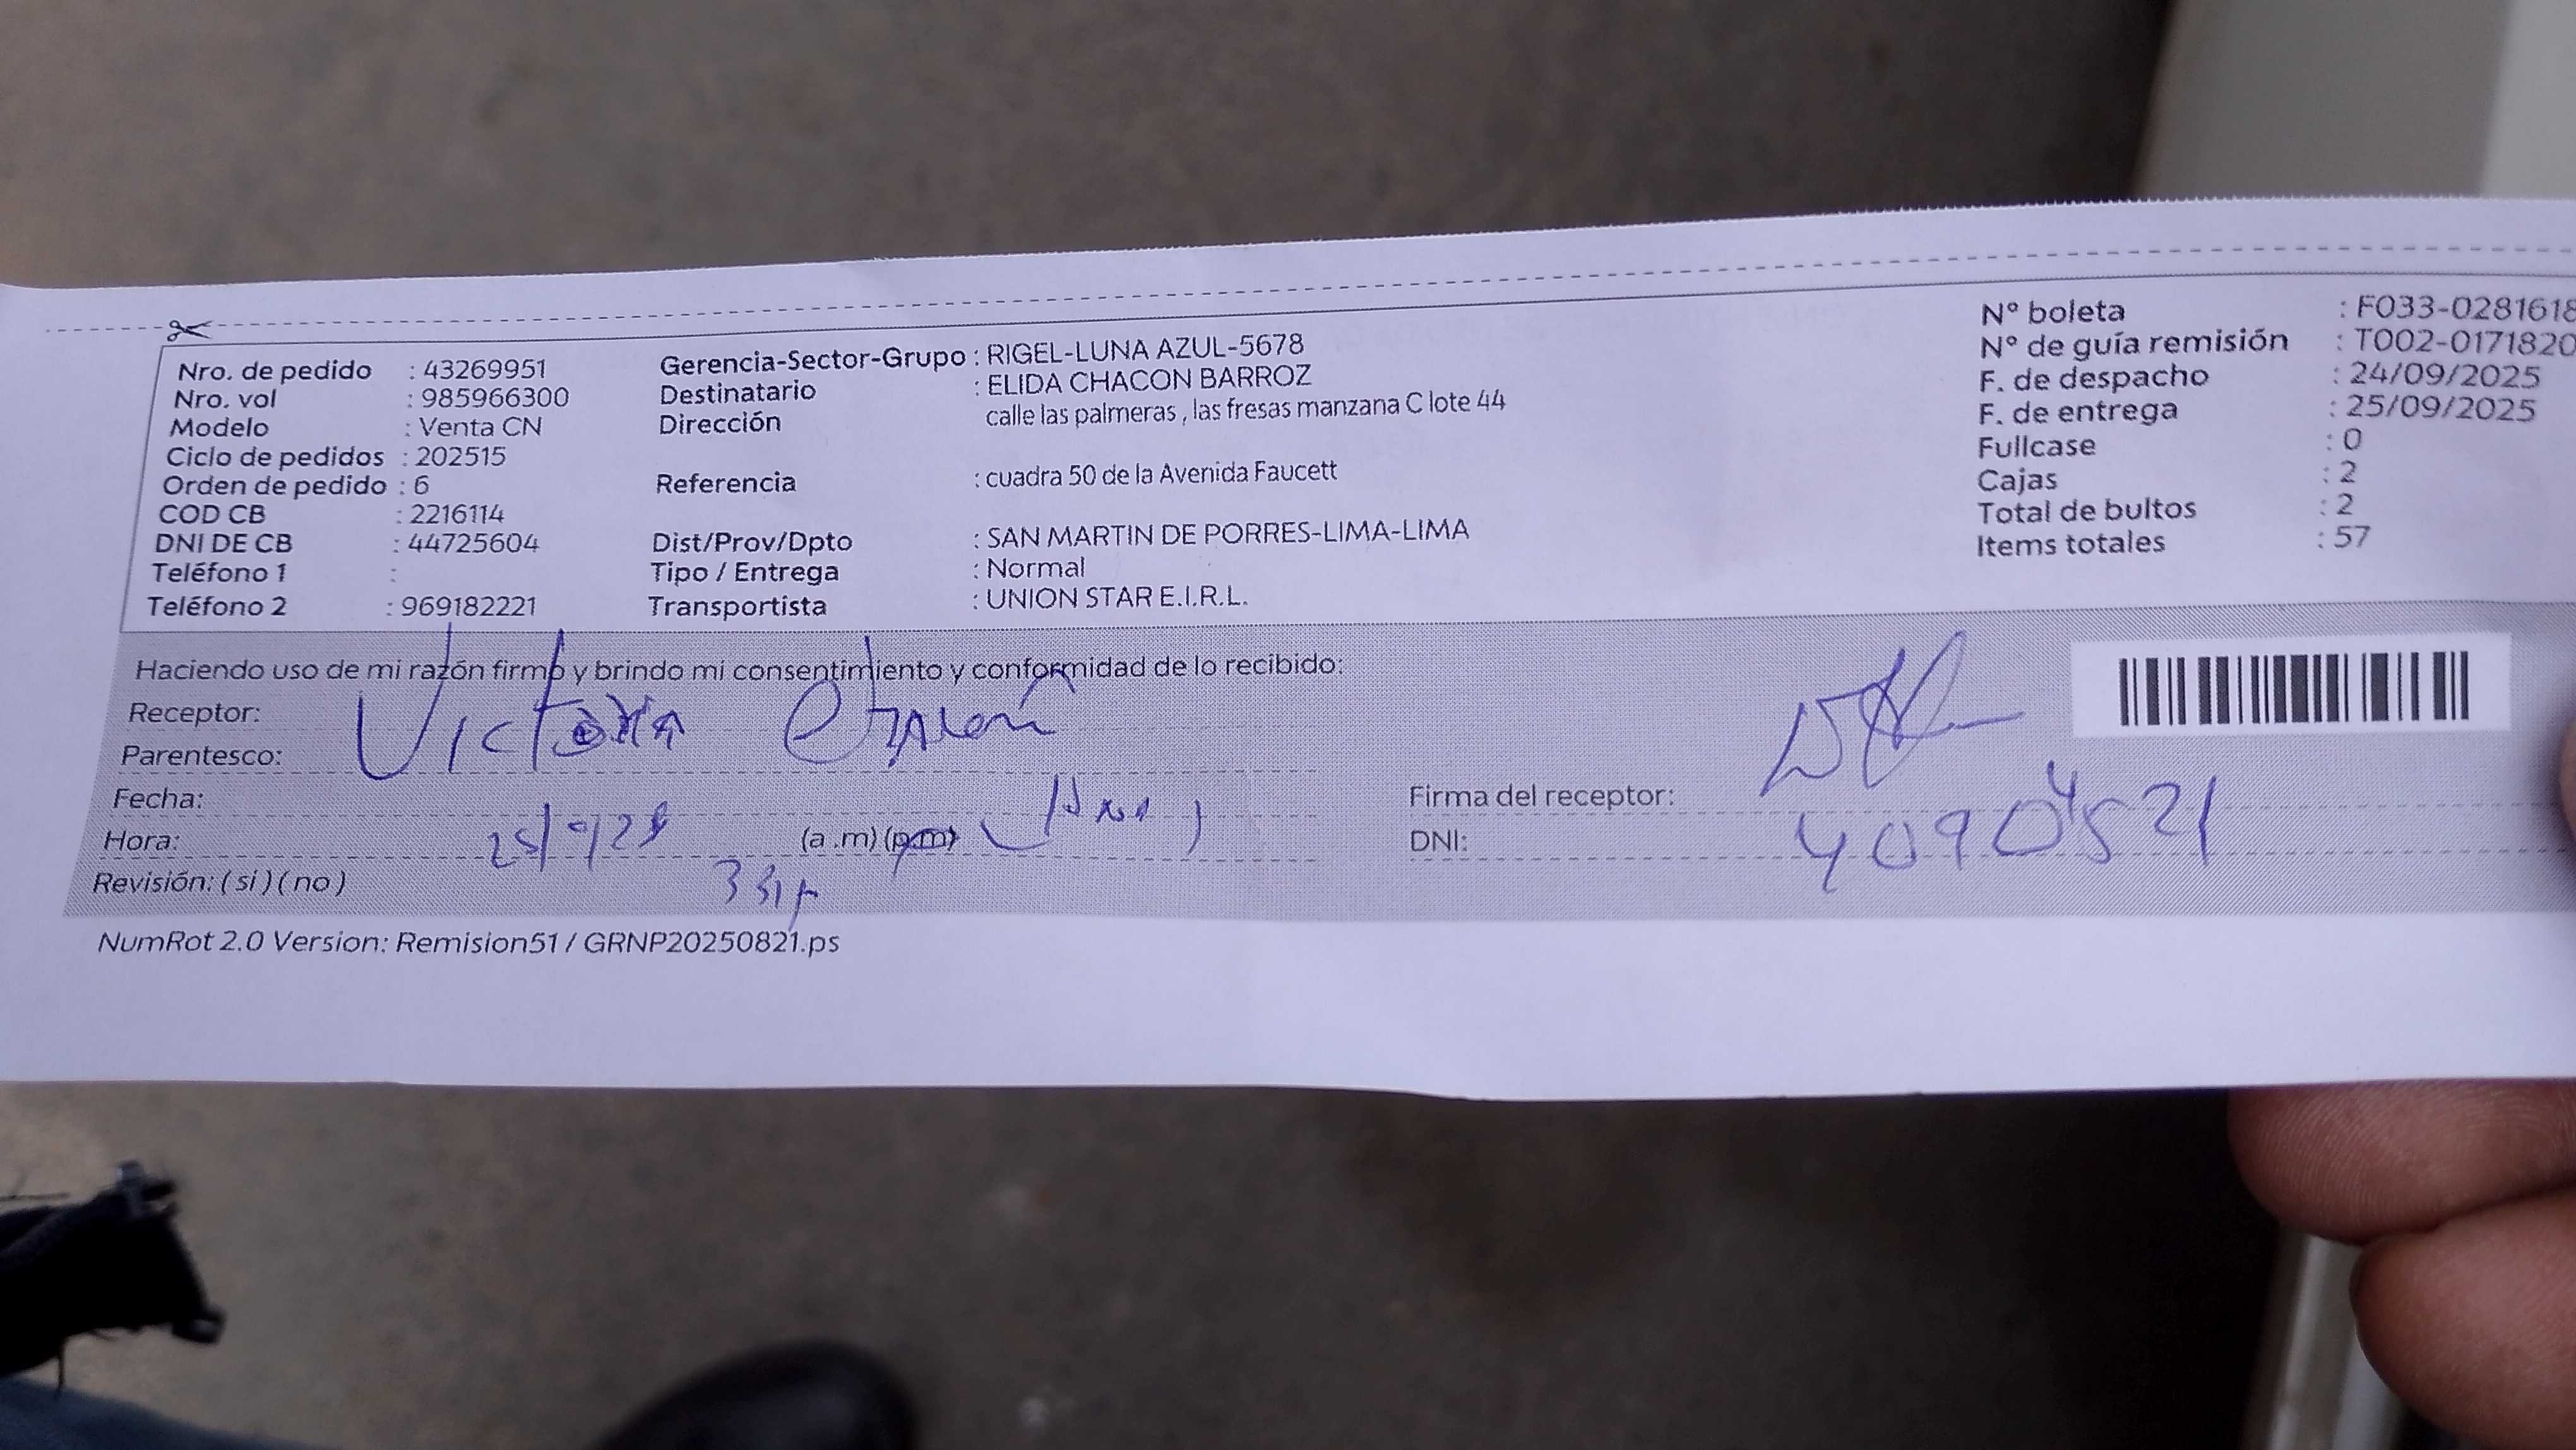 Nro. de pedido : 43269951
Nro. vol : 985966300
Modelo : Venta CN
Ciclo de pedidos : 202515
Orden de pedido : 6
COD CB : 2216114
DNI DE CB : 44725604
Teléfono 1 :
Teléfono 2 : 969182221
Gerencia-Sector-Grupo : RIGEL-LUNA AZUL-5678
Destinatario : ELIDA CHACON BARROZ
Dirección calle las palmeras , las fresas manzana C lote 44
Referencia : cuadra 50 de la Avenida Faucett
Dist/Prov/Dpto : SAN MARTIN DE PORRES-LIMA-LIMA
Tipo / Entrega : Normal
Transportista : UNION STAR E.I.R.L.
Nº boleta : F033-0281618
Nº de guía remisión : T002-0171820
F. de despacho : 24/09/2025
F. de entrega : 25/09/2025
Fullcase : 0
Cajas : 2
Total de bultos : 2
Items totales : 57
Haciendo uso de mi razón firmo y brindo mi consentimiento y conformidad de lo recibido:
Receptor: Victoria
Parentesco:
Fecha:
Hora: (a .m) (p.m)
Revisión: ( si ) ( no )
Firma del receptor:
DNI:
NumRot 2.0 Version: Remision51 / GRNP20250821.ps